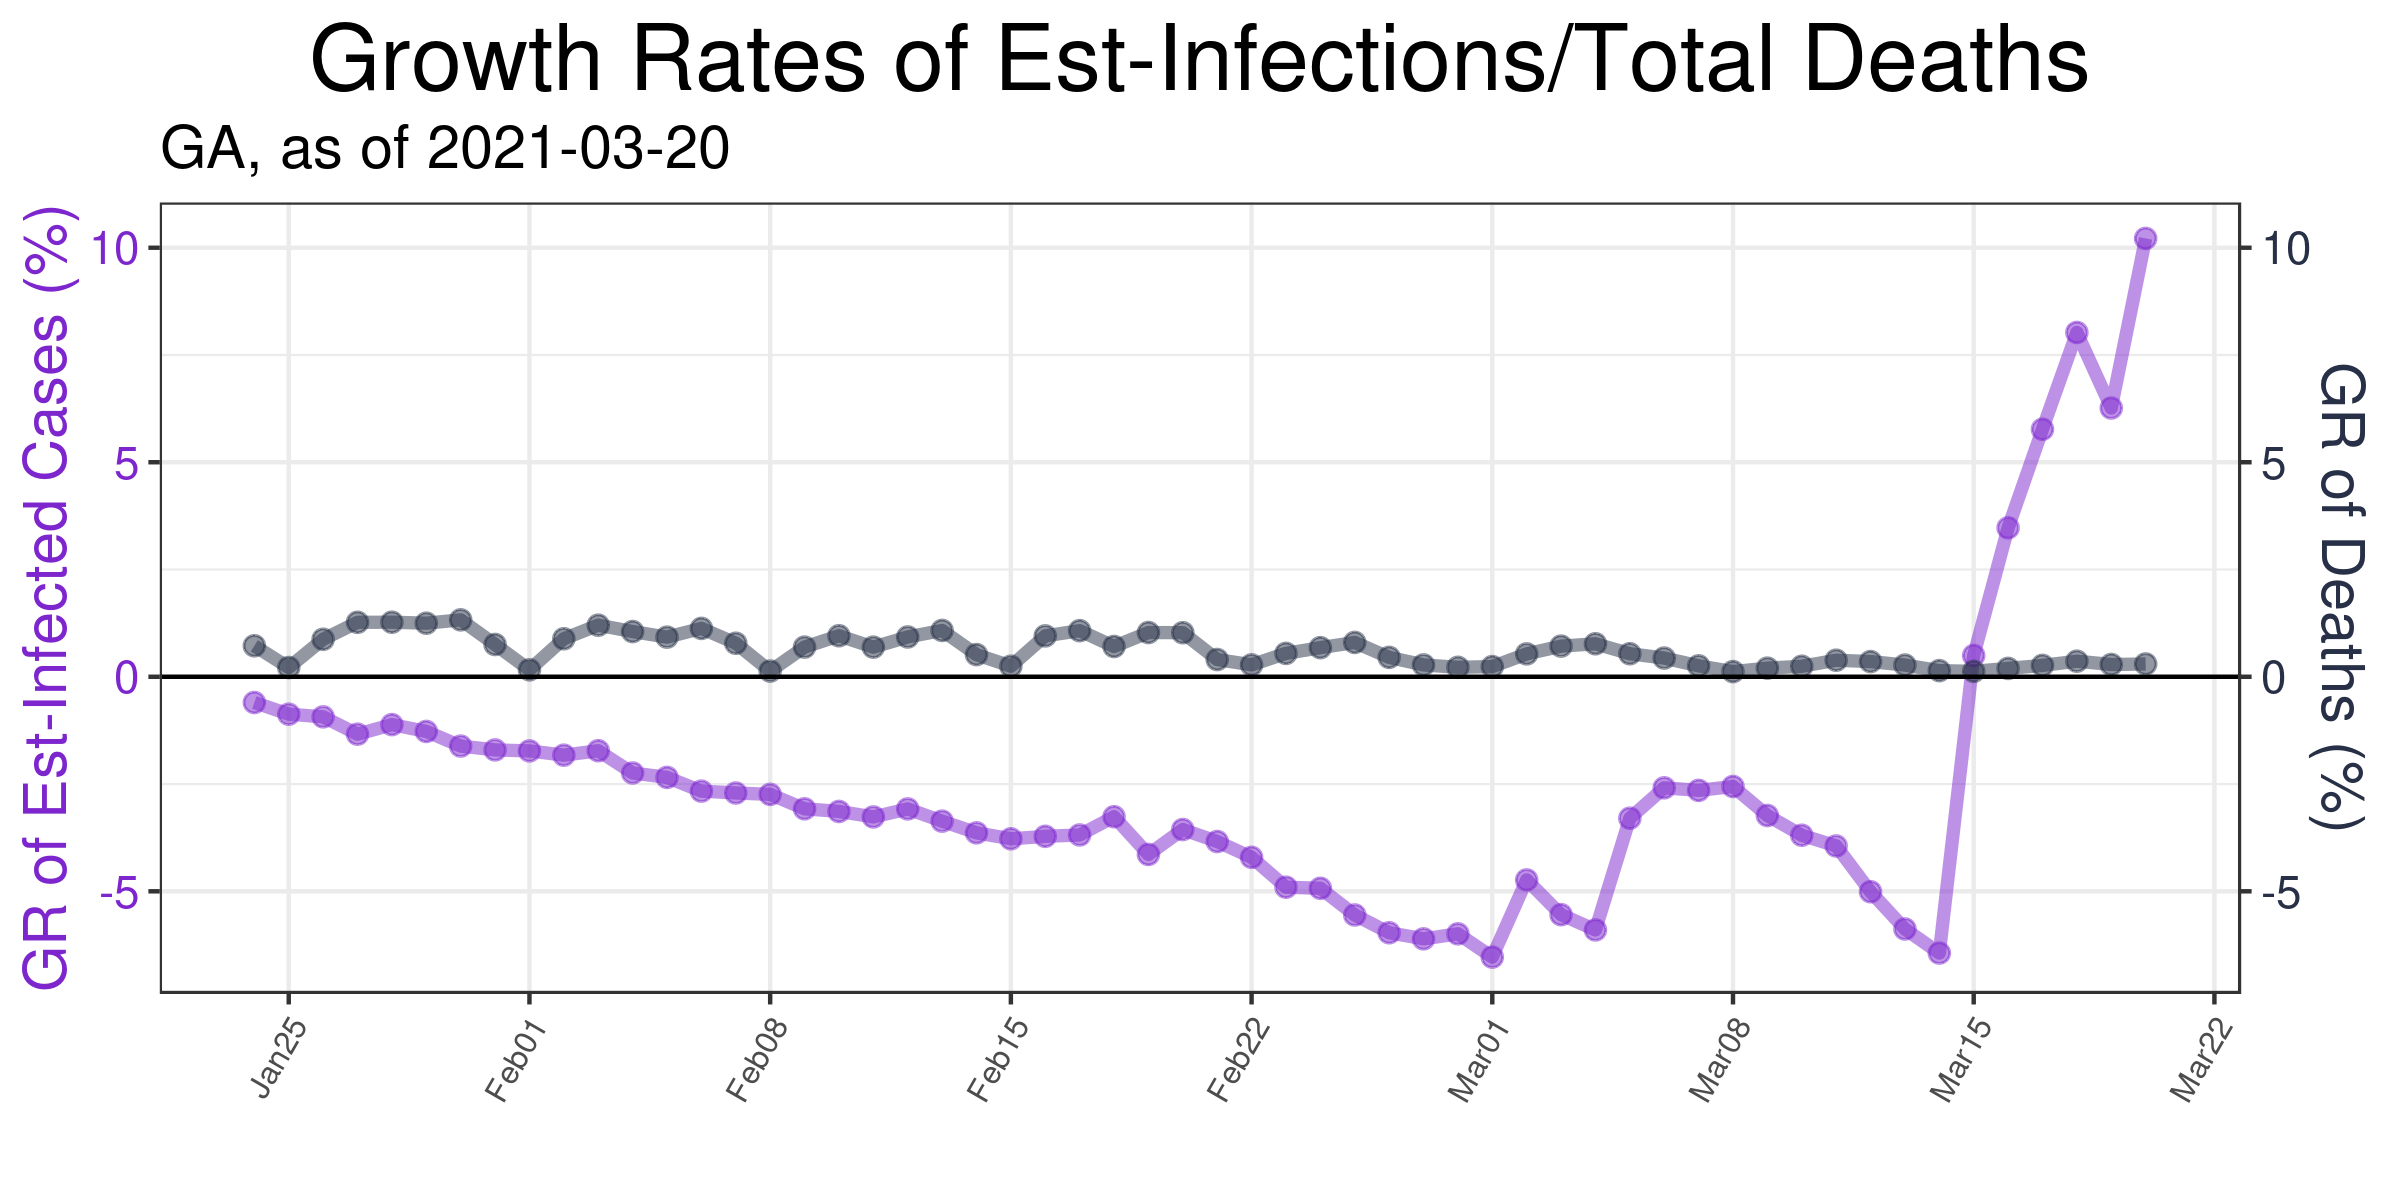 Growth Rates of Est-Infections/Total Deaths
GA, as of 2021-03-20
GR of Est-Infected Cases (%)
10
5
0
-5
10
5
0
-5
GR of Deaths (%)
Jan25
Feb01
Feb08
Feb15
Feb22
Mar01
Mar08
Mar15
Mar22